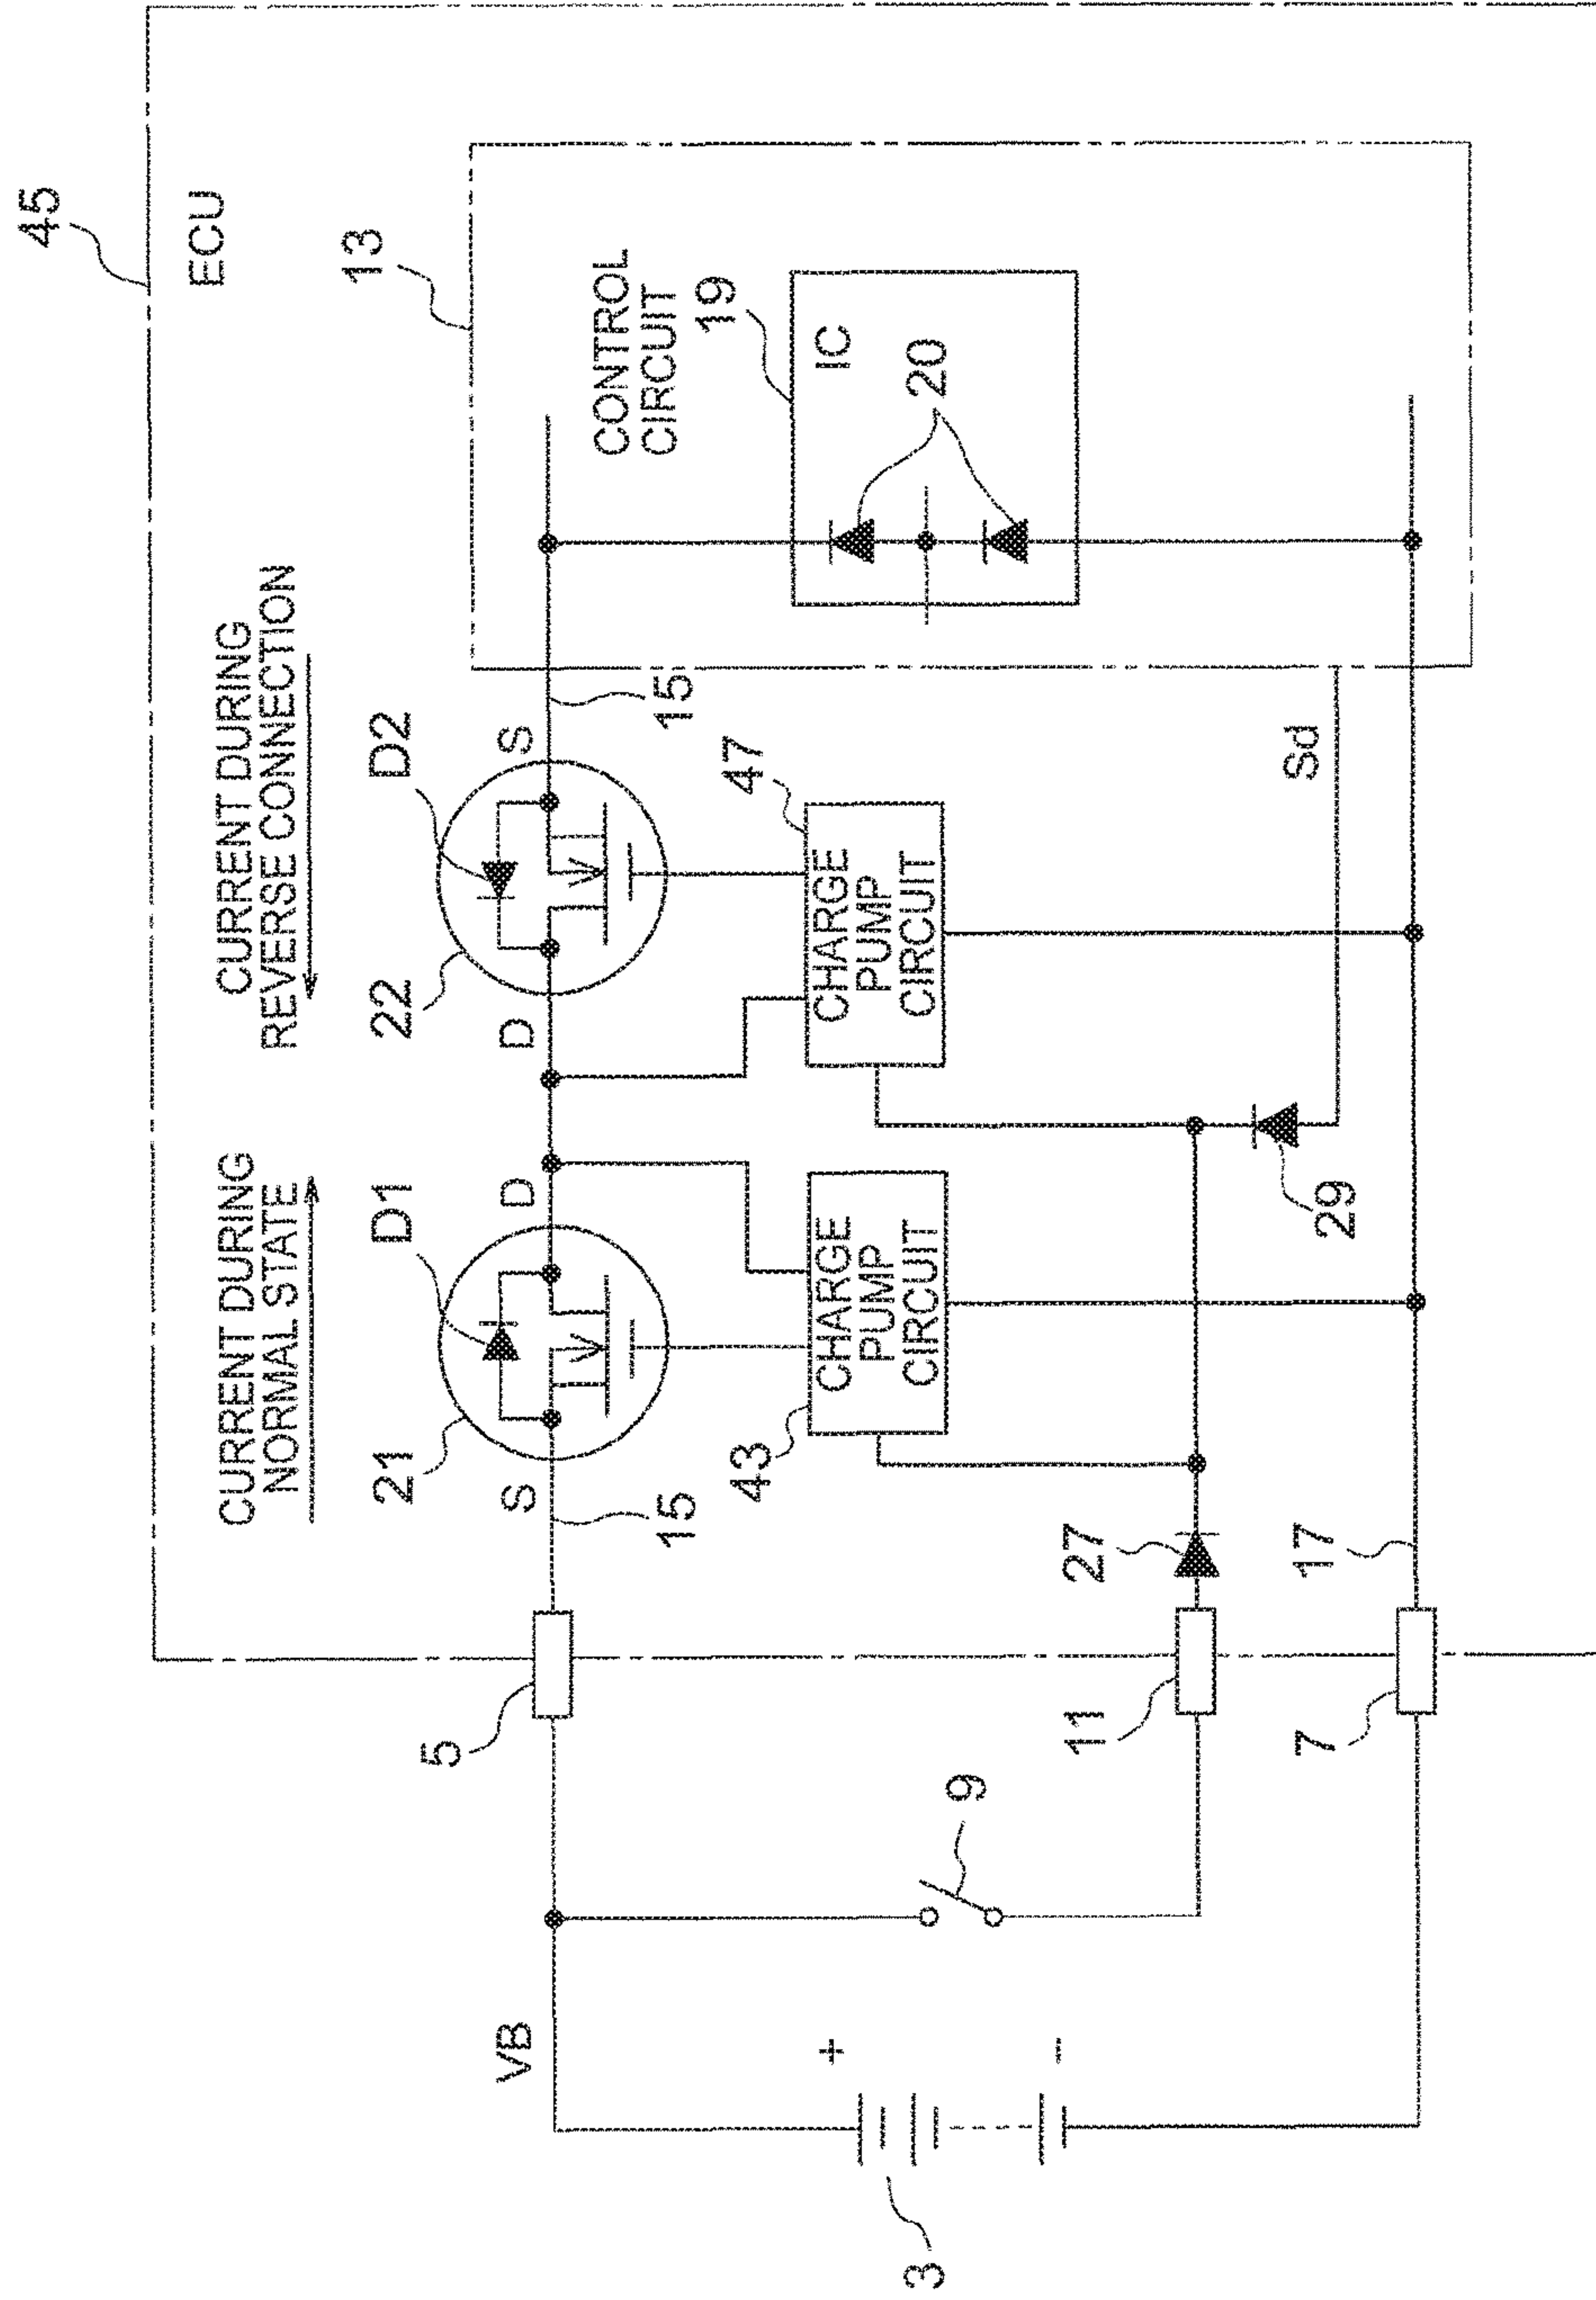 45
ECU
CURRENT DURING
NORMAL STATE
CURRENT DURING
REVERSE CONNECTION
13
21
D1
22
D2
VB
5
S
D
D
S
15
15
CONTROL
CIRCUIT
19
IC
20
43
CHARGE
PUMP
CIRCUIT
47
CHARGE
PUMP
CIRCUIT
3
+
-
9
11
27
29
Sd
7
17